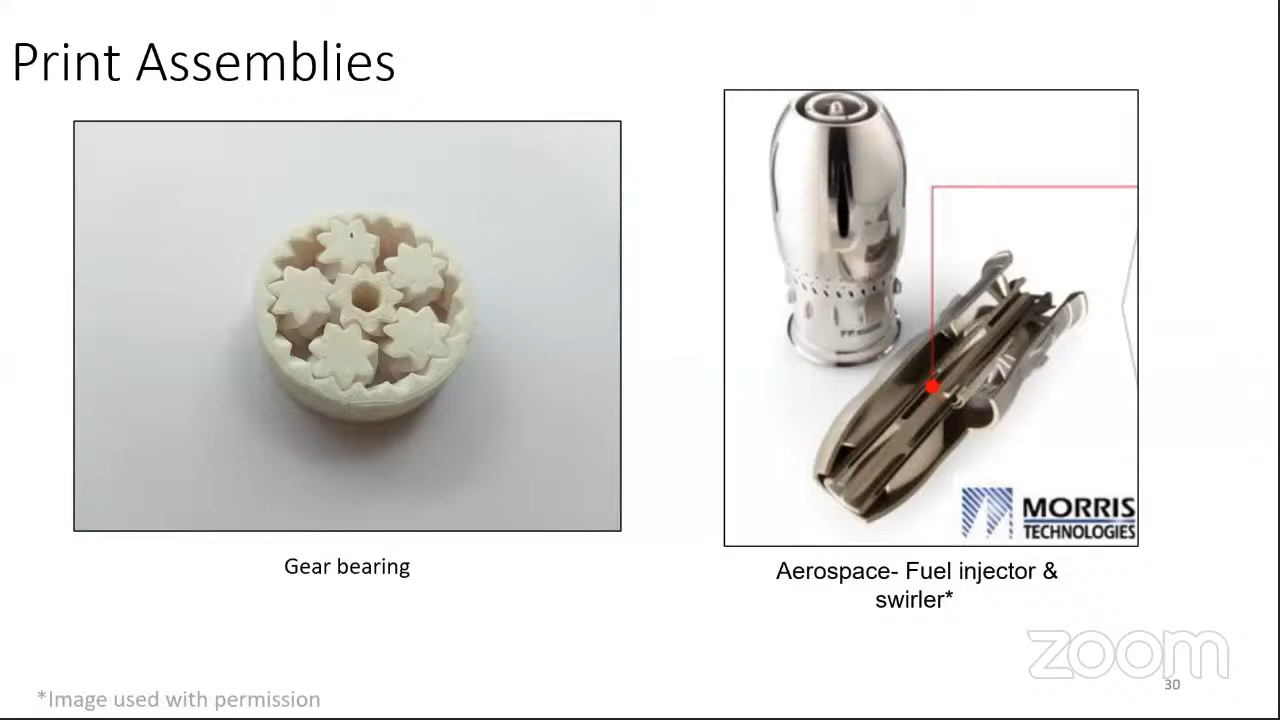 Print Assemblies
MORRIS
TECHNOLOGIES
Gear bearing
Aerospace- Fuel injector &
swirler*
zoom
30
*Image used with permission